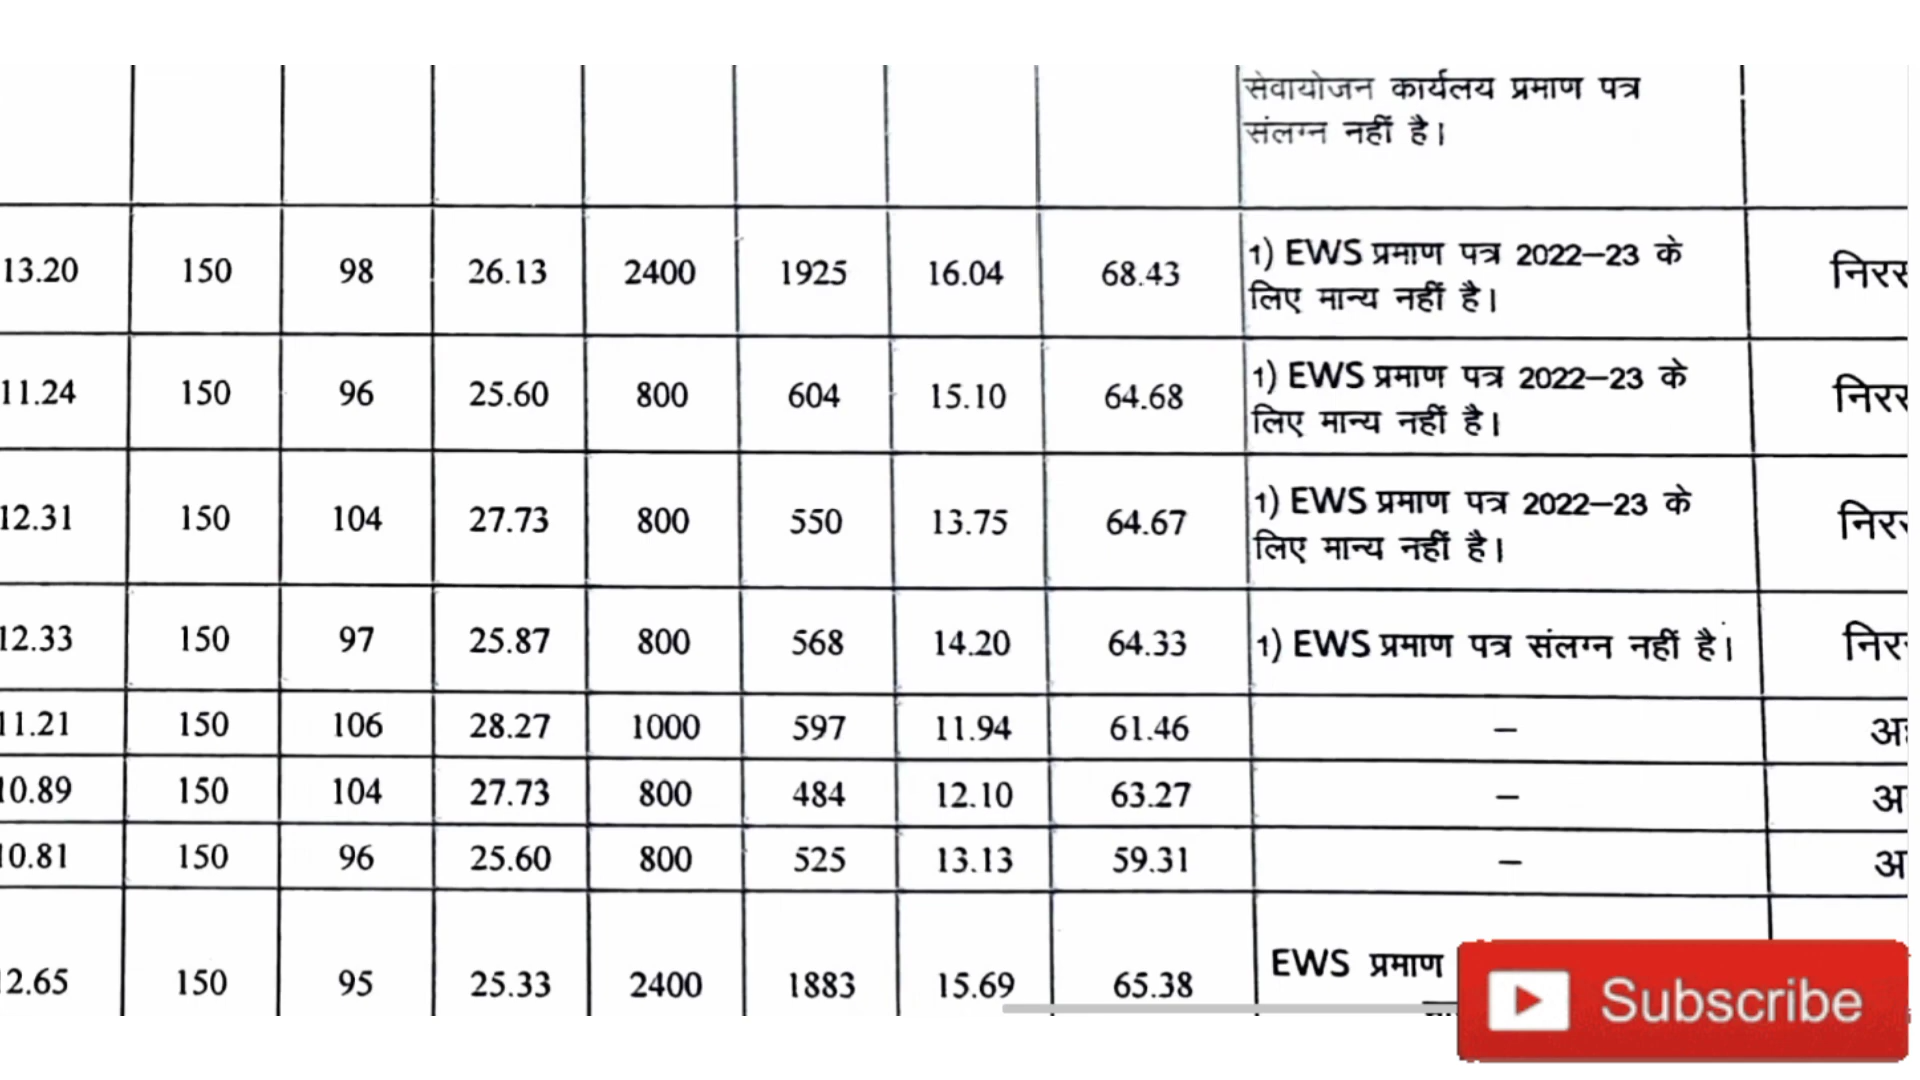 सेवायोजन कार्यलय प्रमाण पत्र
संलग्न नहीं है।
13.20 150 98 26.13 2400 1925 16.04 68.43 1) EWS प्रमाण पत्र 2022–23 के
लिए मान्य नहीं है।
11.24 150 96 25.60 800 604 15.10 64.68 1) EWS प्रमाण पत्र 2022–23 के
लिए मान्य नहीं है।
12.31 150 104 27.73 800 550 13.75 64.67 1) EWS प्रमाण पत्र 2022–23 के
लिए मान्य नहीं है।
12.33 150 97 25.87 800 568 14.20 64.33 1) EWS प्रमाण पत्र संलग्न नहीं है।
11.21 150 106 28.27 1000 597 11.94 61.46 –
10.89 150 104 27.73 800 484 12.10 63.27 –
10.81 150 96 25.60 800 525 13.13 59.31 –
12.65 150 95 25.33 2400 1883 15.69 65.38 EWS प्रमाण
Subscribe